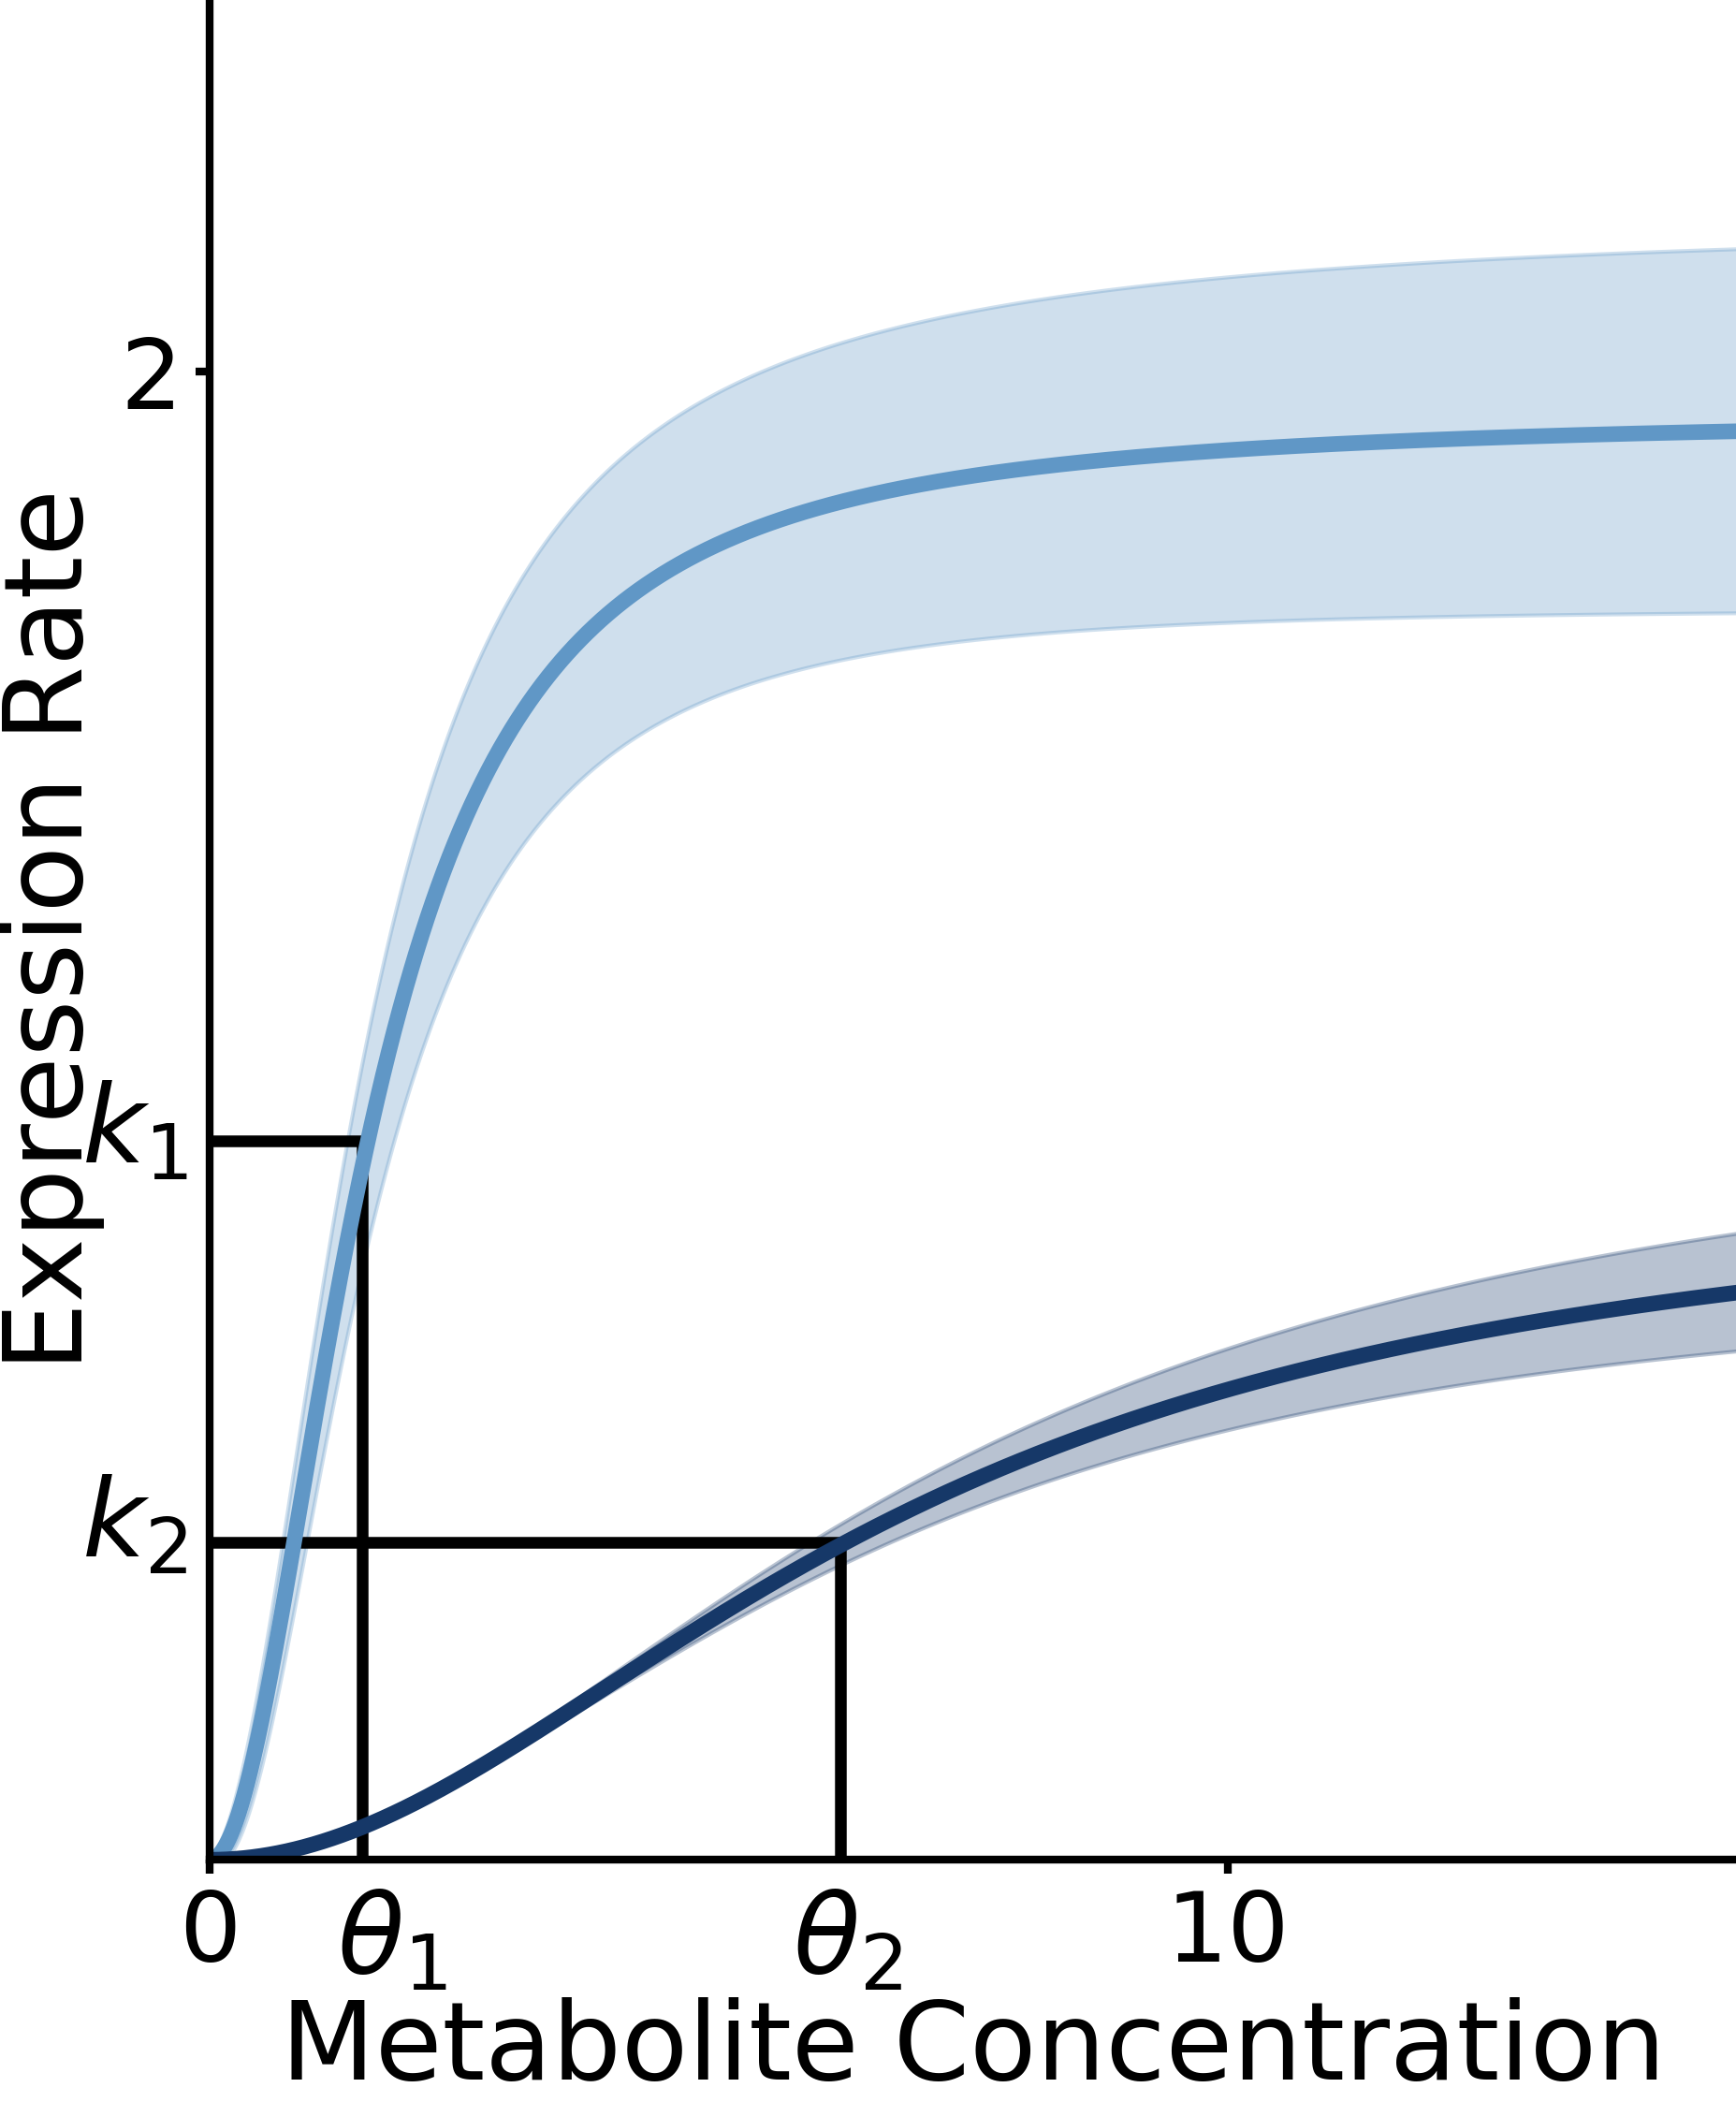 Expression Rate
2
k₁
k₂
0 θ₁ θ₂ 10
Metabolite Concentration